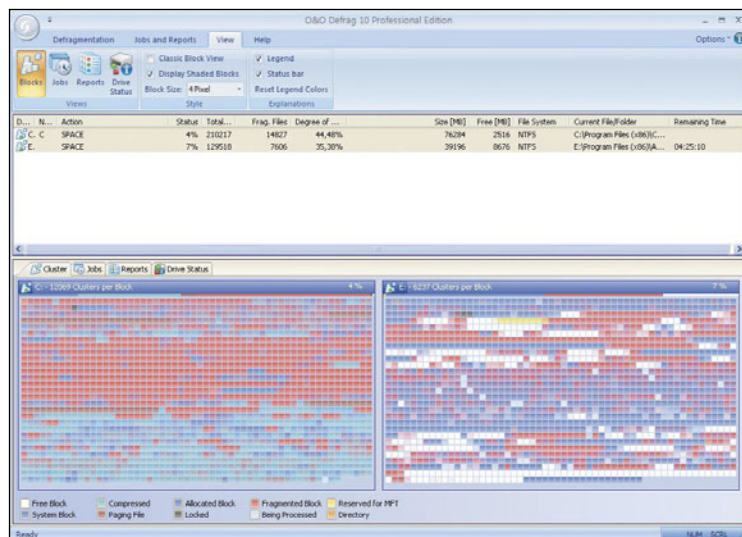 O&O Defrag 10 Professional Edition
Defragmentation Jobs and Reports View Help Options
Classic Block View Legend
Display Shaded Blocks Status bar
Blocks Jobs Reports Drive Status Block Size: 4 Pixel Reset Legend Colors
Views Style Explanations
D... N... Action Status Total... Frag. Files Degree of ... Size [MB] Free [MB] File System Current File/Folder Remaining Time
C. C SPACE 4% 210217 14827 44,48% 76284 2516 NTFS C:\Program Files (x86)\C...
E. SPACE 7% 129518 7606 35,38% 39196 8676 NTFS E:\Program Files (x86)\A... 04:25:10
Cluster Jobs Reports Drive Status
C: - 12069 Clusters per Block 4 % E: - 6237 Clusters per Block 7 %
Free Block Compressed Allocated Block Fragmented Block Reserved for MFT
System Block Paging File Locked Being Processed Directory
Ready NUM SCRL